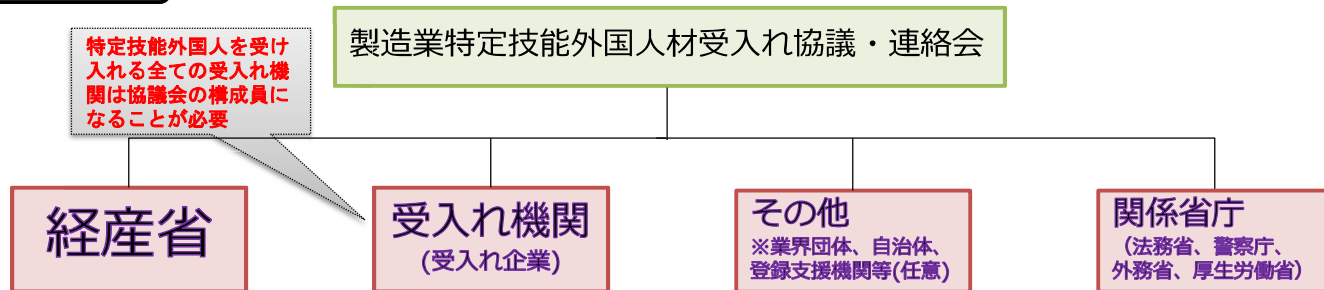 製造業特定技能外国人材受入れ協議・連絡会
特定技能外国人を受け
入れる全ての受入れ機
関は協議会の構成員に
なることが必要
経産省
受入れ機関
(受入れ企業)
その他
※業界団体、自治体、
登録支援機関等(任意)
関係省庁
（法務省、警察庁、
外務省、厚生労働省）